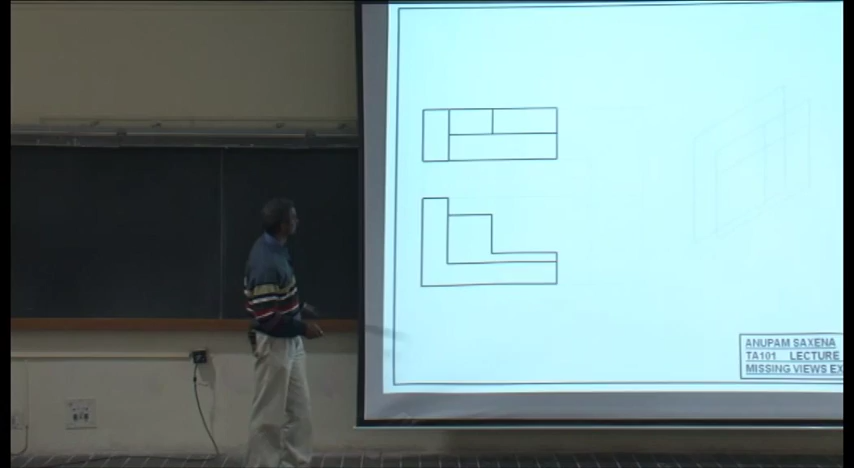 ANUPAM SAXENA
TA101 LECTURE
MISSING VIEWS EX